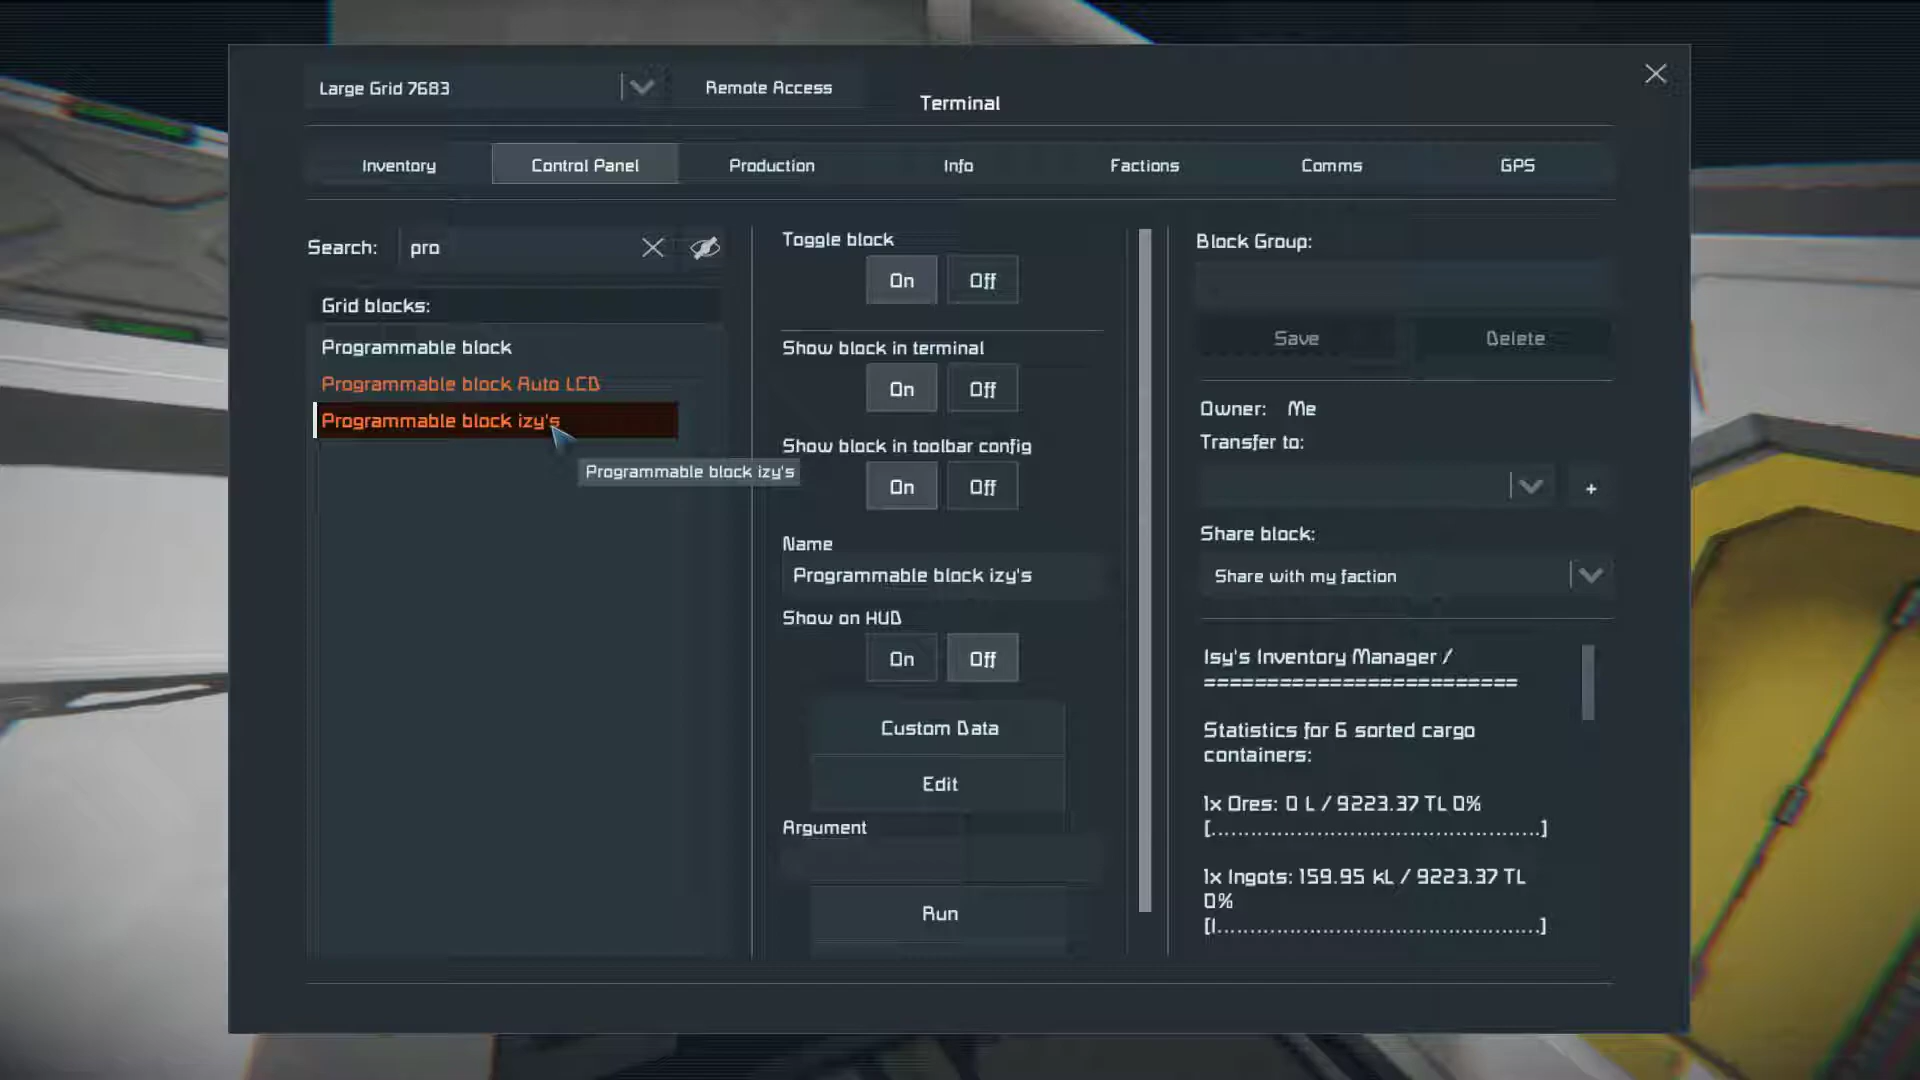 Large Grid 7683
Remote Access
Terminal
Inventory
Control Panel
Production
Info
Factions
Comms
GPS
Search:
pro
Grid blocks:
Programmable block
Programmable block Auto LCD
Programmable block izy's
Programmable block izy's
Toggle block
On
Off
Show block in terminal
On
Off
Show block in toolbar config
On
Off
Name
Programmable block izy's
Show on HUD
On
Off
Custom Data
Edit
Argument
Run
Block Group:
Save
Delete
Owner: Me
Transfer to:
+
Share block:
Share with my faction
Isy's Inventory Manager /
=========================
Statistics for 6 sorted cargo
containers:
1x Ores: 0 L / 9223.37 TL 0%
[..................................................]
1x Ingots: 159.95 kL / 9223.37 TL
0%
[I.................................................]